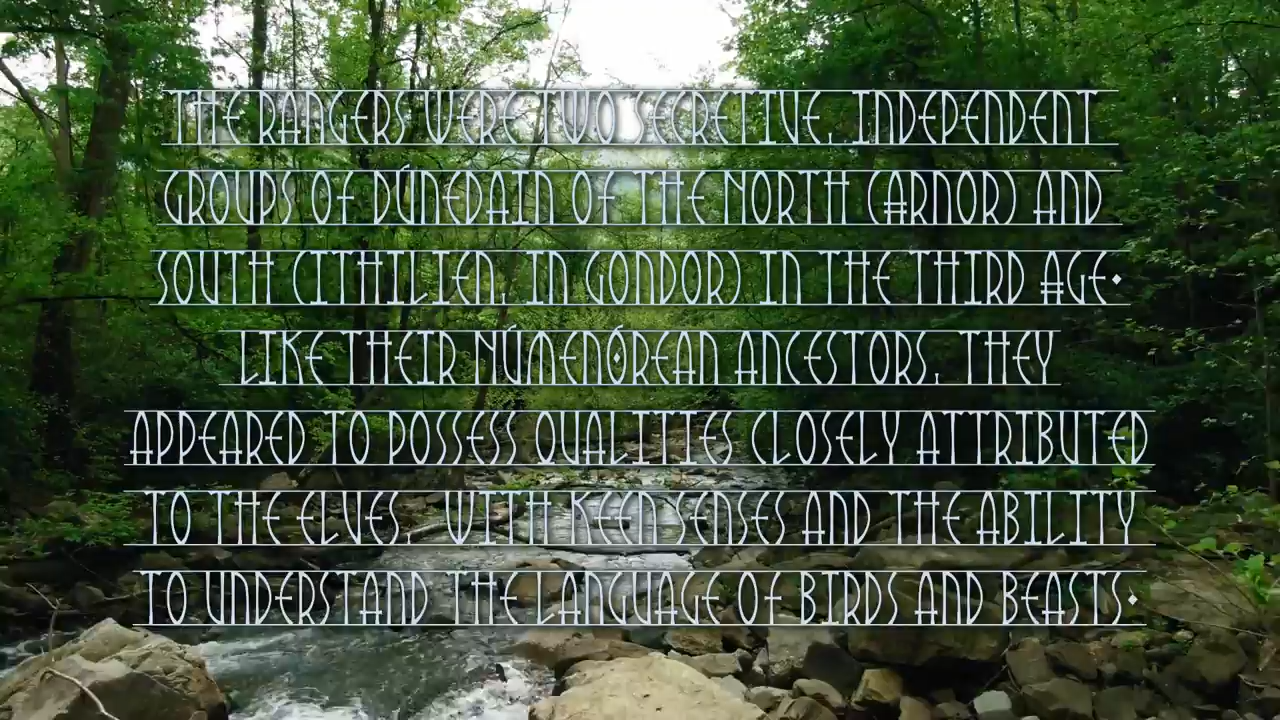 THE RANGERS WERE TWO SECRETIVE, INDEPENDENT
GROUPS OF DÚNEDAIN OF THE NORTH (ARNOR) AND
SOUTH (ITHILIEN, IN GONDOR) IN THE THIRD AGE.
LIKE THEIR NÚMENÓREAN ANCESTORS, THEY
APPEARED TO POSSESS QUALITIES CLOSELY ATTRIBUTED
TO THE ELVES, WITH KEEN SENSES AND THE ABILITY
TO UNDERSTAND THE LANGUAGE OF BIRDS AND BEASTS.